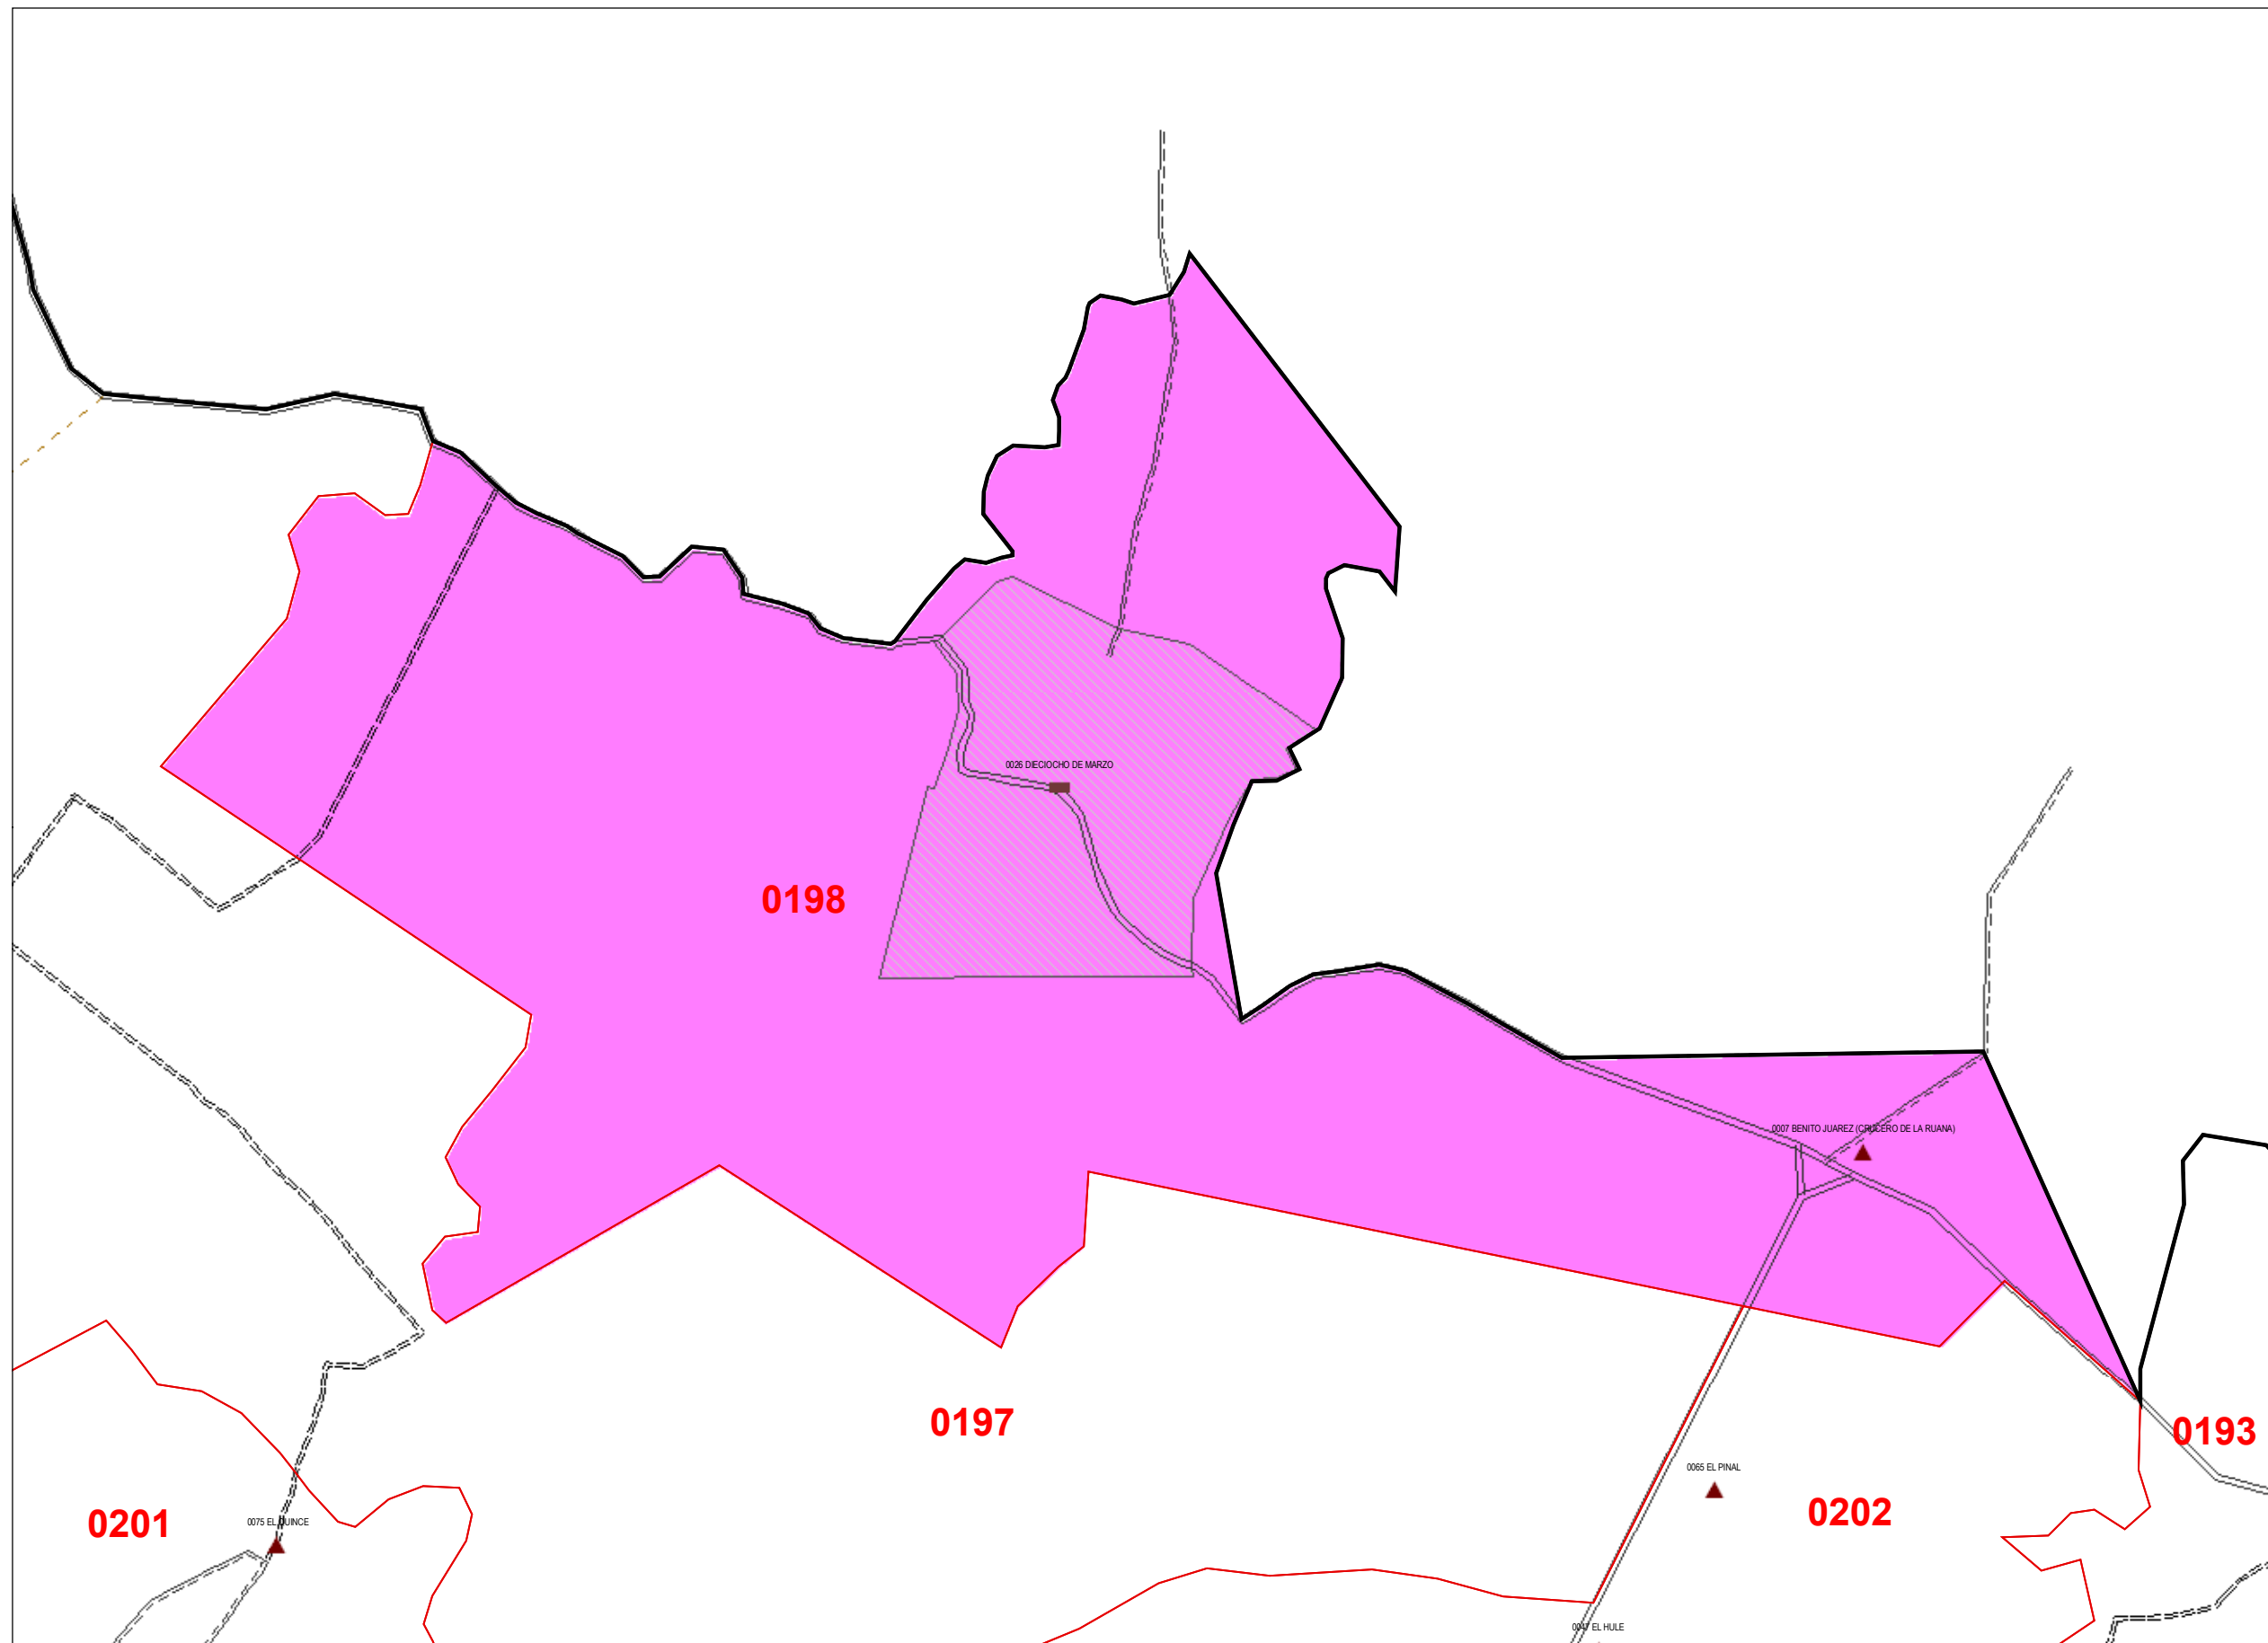 0026 DIECIOCHO DE MARZO
0198
0007 BENITO JUAREZ (CRUCERO DE LA RUANA)
0197
0193
0065 EL PINAL
0202
0201
0075 EL QUINCE
0047 EL HULE